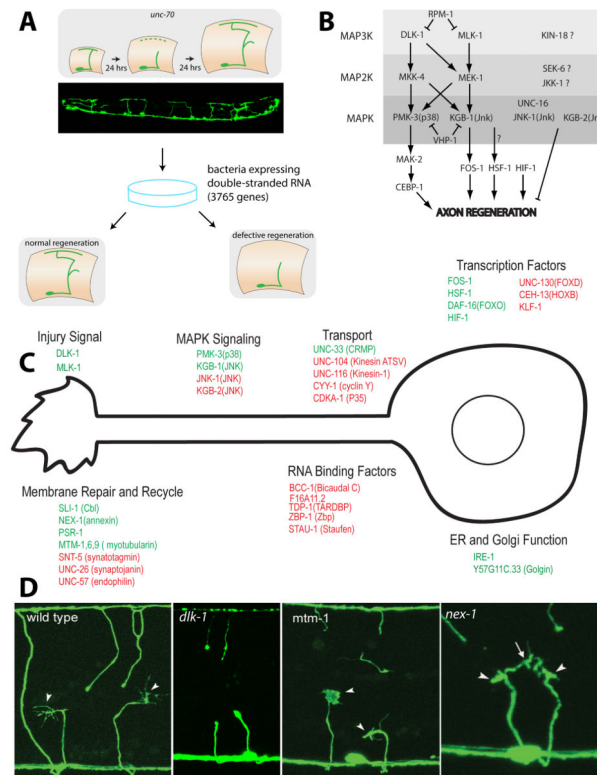 A
unc-70
24 hrs
24 hrs
bacteria expressing
double-stranded RNA
(3765 genes)
normal regeneration
defective regeneration
B
RPM-1
MAP3K
DLK-1
MLK-1
KIN-18 ?
MAP2K
MKK-4
MEK-1
SEK-6 ?
JKK-1 ?
MAPK
UNC-16
PMK-3(p38)
KGB-1(Jnk)
JNK-1(Jnk)
KGB-2(Jn
VHP-1
?
MAK-2
FOS-1
HSF-1
HIF-1
CEBP-1
AXON REGENERATION
Transcription Factors
FOS-1
HSF-1
DAF-16(FOXO)
HIF-1
UNC-130(FOXD)
CEH-13(HOXB)
KLF-1
C
Injury Signal
DLK-1
MLK-1
MAPK Signaling
PMK-3(p38)
KGB-1(JNK)
JNK-1(JNK)
KGB-2(JNK)
Transport
UNC-33 (CRMP)
UNC-104 (Kinesin ATSV)
UNC-116 (Kinesin-1)
CYY-1 (cyclin Y)
CDKA-1 (P35)
Membrane Repair and Recycle
SLI-1 (Cbl)
NEX-1(annexin)
PSR-1
MTM-1,6,9 ( myotubularin)
SNT-5 (synatotagmin)
UNC-26 (synaptojanin)
UNC-57 (endophilin)
RNA Binding Factors
BCC-1(Bicaudal C)
F16A11.2
TDP-1(TARDBP)
ZBP-1 (Zbp)
STAU-1 (Staufen)
ER and Golgi Function
IRE-1
Y57G11C.33 (Golgin)
D
wild type
dlk-1
mtm-1
nex-1